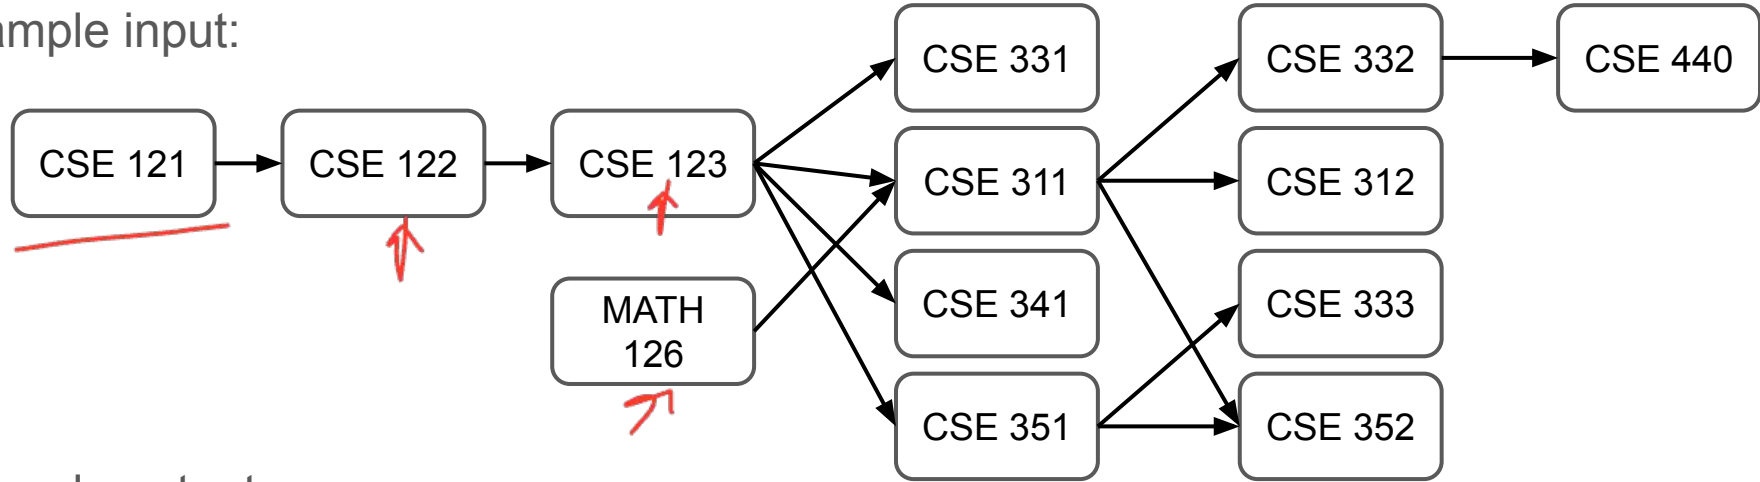 ample input:
CSE 121
CSE 122
CSE 123
MATH
126
CSE 331
CSE 311
CSE 341
CSE 351
CSE 332
CSE 312
CSE 333
CSE 352
CSE 440